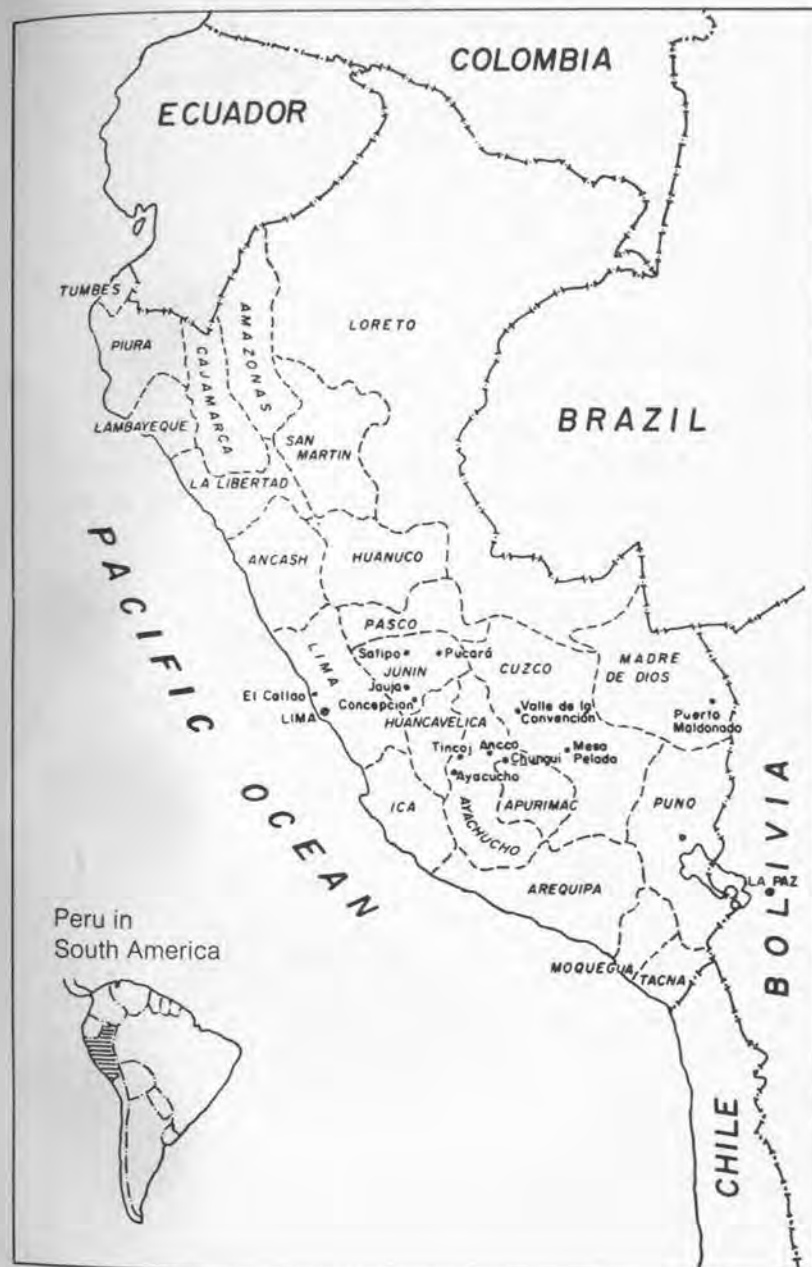 COLOMBIA
ECUADOR
TUMBES
PIURA
AMAZONAS
CAJAMARCA
LORETO
LAMBAYEQUE
SAN
MARTIN
BRAZIL
LA LIBERTAD
ANCASH
HUANUCO
PACIFIC OCEAN
PASCO
LIMA
Satipo
Pucará
JUNIN
CUZCO
MADRE
DE DIOS
Jauja
Concepcion
El Callao
LIMA
HUANCAVELICA
Valle de la
Convención
Puerto
Maldonado
Tincoj
Ancco
Chungui
Mesa
Pelada
Ayacucho
ICA
AYACHUCHO
APURIMAC
PUNO
BOLIVIA
LA PAZ
AREQUIPA
Peru in
South America
MOQUEGUA
TACNA
CHILE